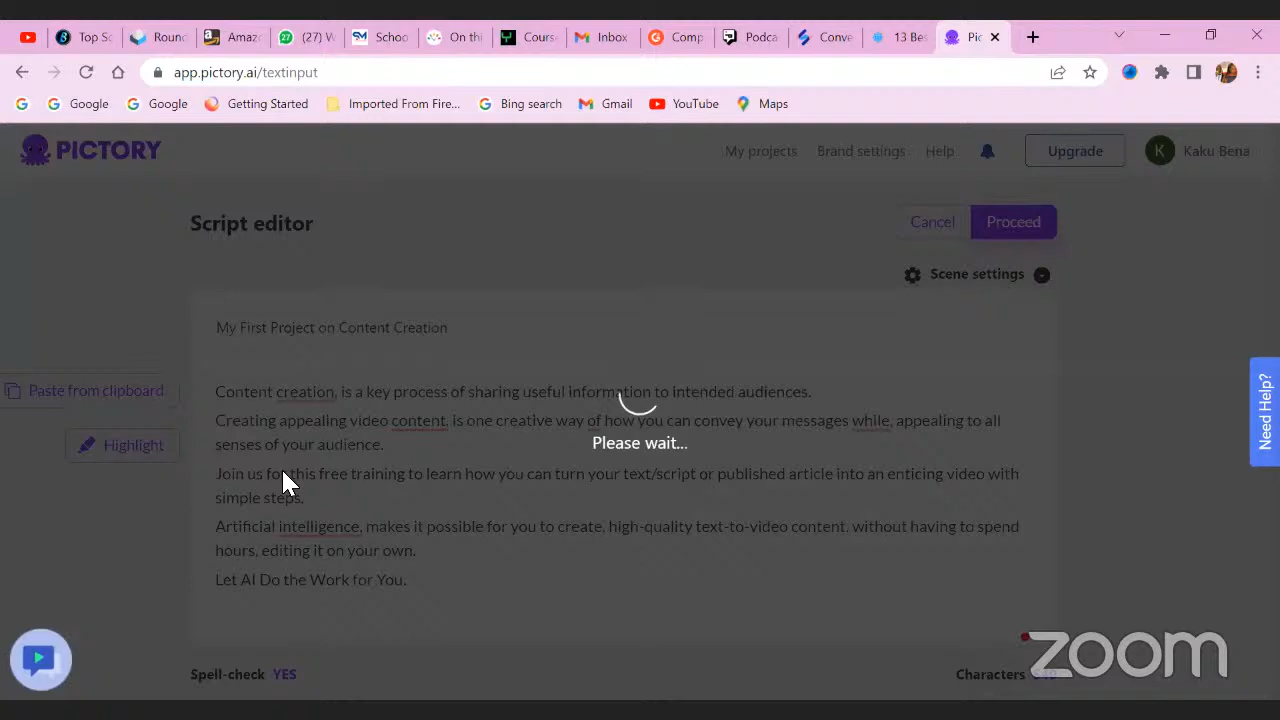 Top Sc
Round
Amazo
(27) W
Schoo
On thi
Cours
Inbox
Comp
Podca
Conve
13 Bes
Pic
app.pictory.ai/textinput
Google
Google
Getting Started
Imported From Fire...
Bing search
Gmail
YouTube
Maps
PICTORY
My projects
Brand settings
Help
Upgrade
K
Kaku Bena
Script editor
Cancel
Proceed
Scene settings
My First Project on Content Creation
Paste from clipboard
Highlight
Content creation, is a key process of sharing useful information to intended audiences.
Creating appealing video content, is one creative way of how you can convey your messages while, appealing to all
senses of your audience.
Please wait...
Join us for this free training to learn how you can turn your text/script or published article into an enticing video with
simple steps.
Artificial intelligence, makes it possible for you to create, high-quality text-to-video content, without having to spend
hours, editing it on your own.
Let AI Do the Work for You.
Need Help?
Spell-check YES
Characters
zoom